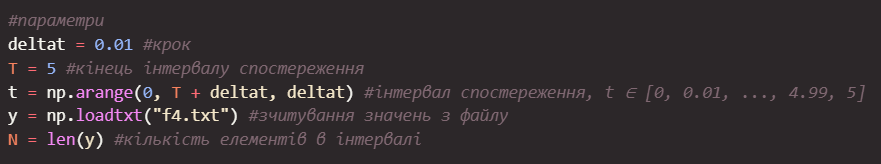 #параметри
deltat = 0.01 #крок
T = 5 #кінець інтервалу спостереження
t = np.arange(0, T + deltat, deltat) #інтервал спостереження, t ∈ [0, 0.01, ..., 4.99, 5]
y = np.loadtxt("f4.txt") #зчитування значень з файлу
N = len(y) #кількість елементів в інтервалі